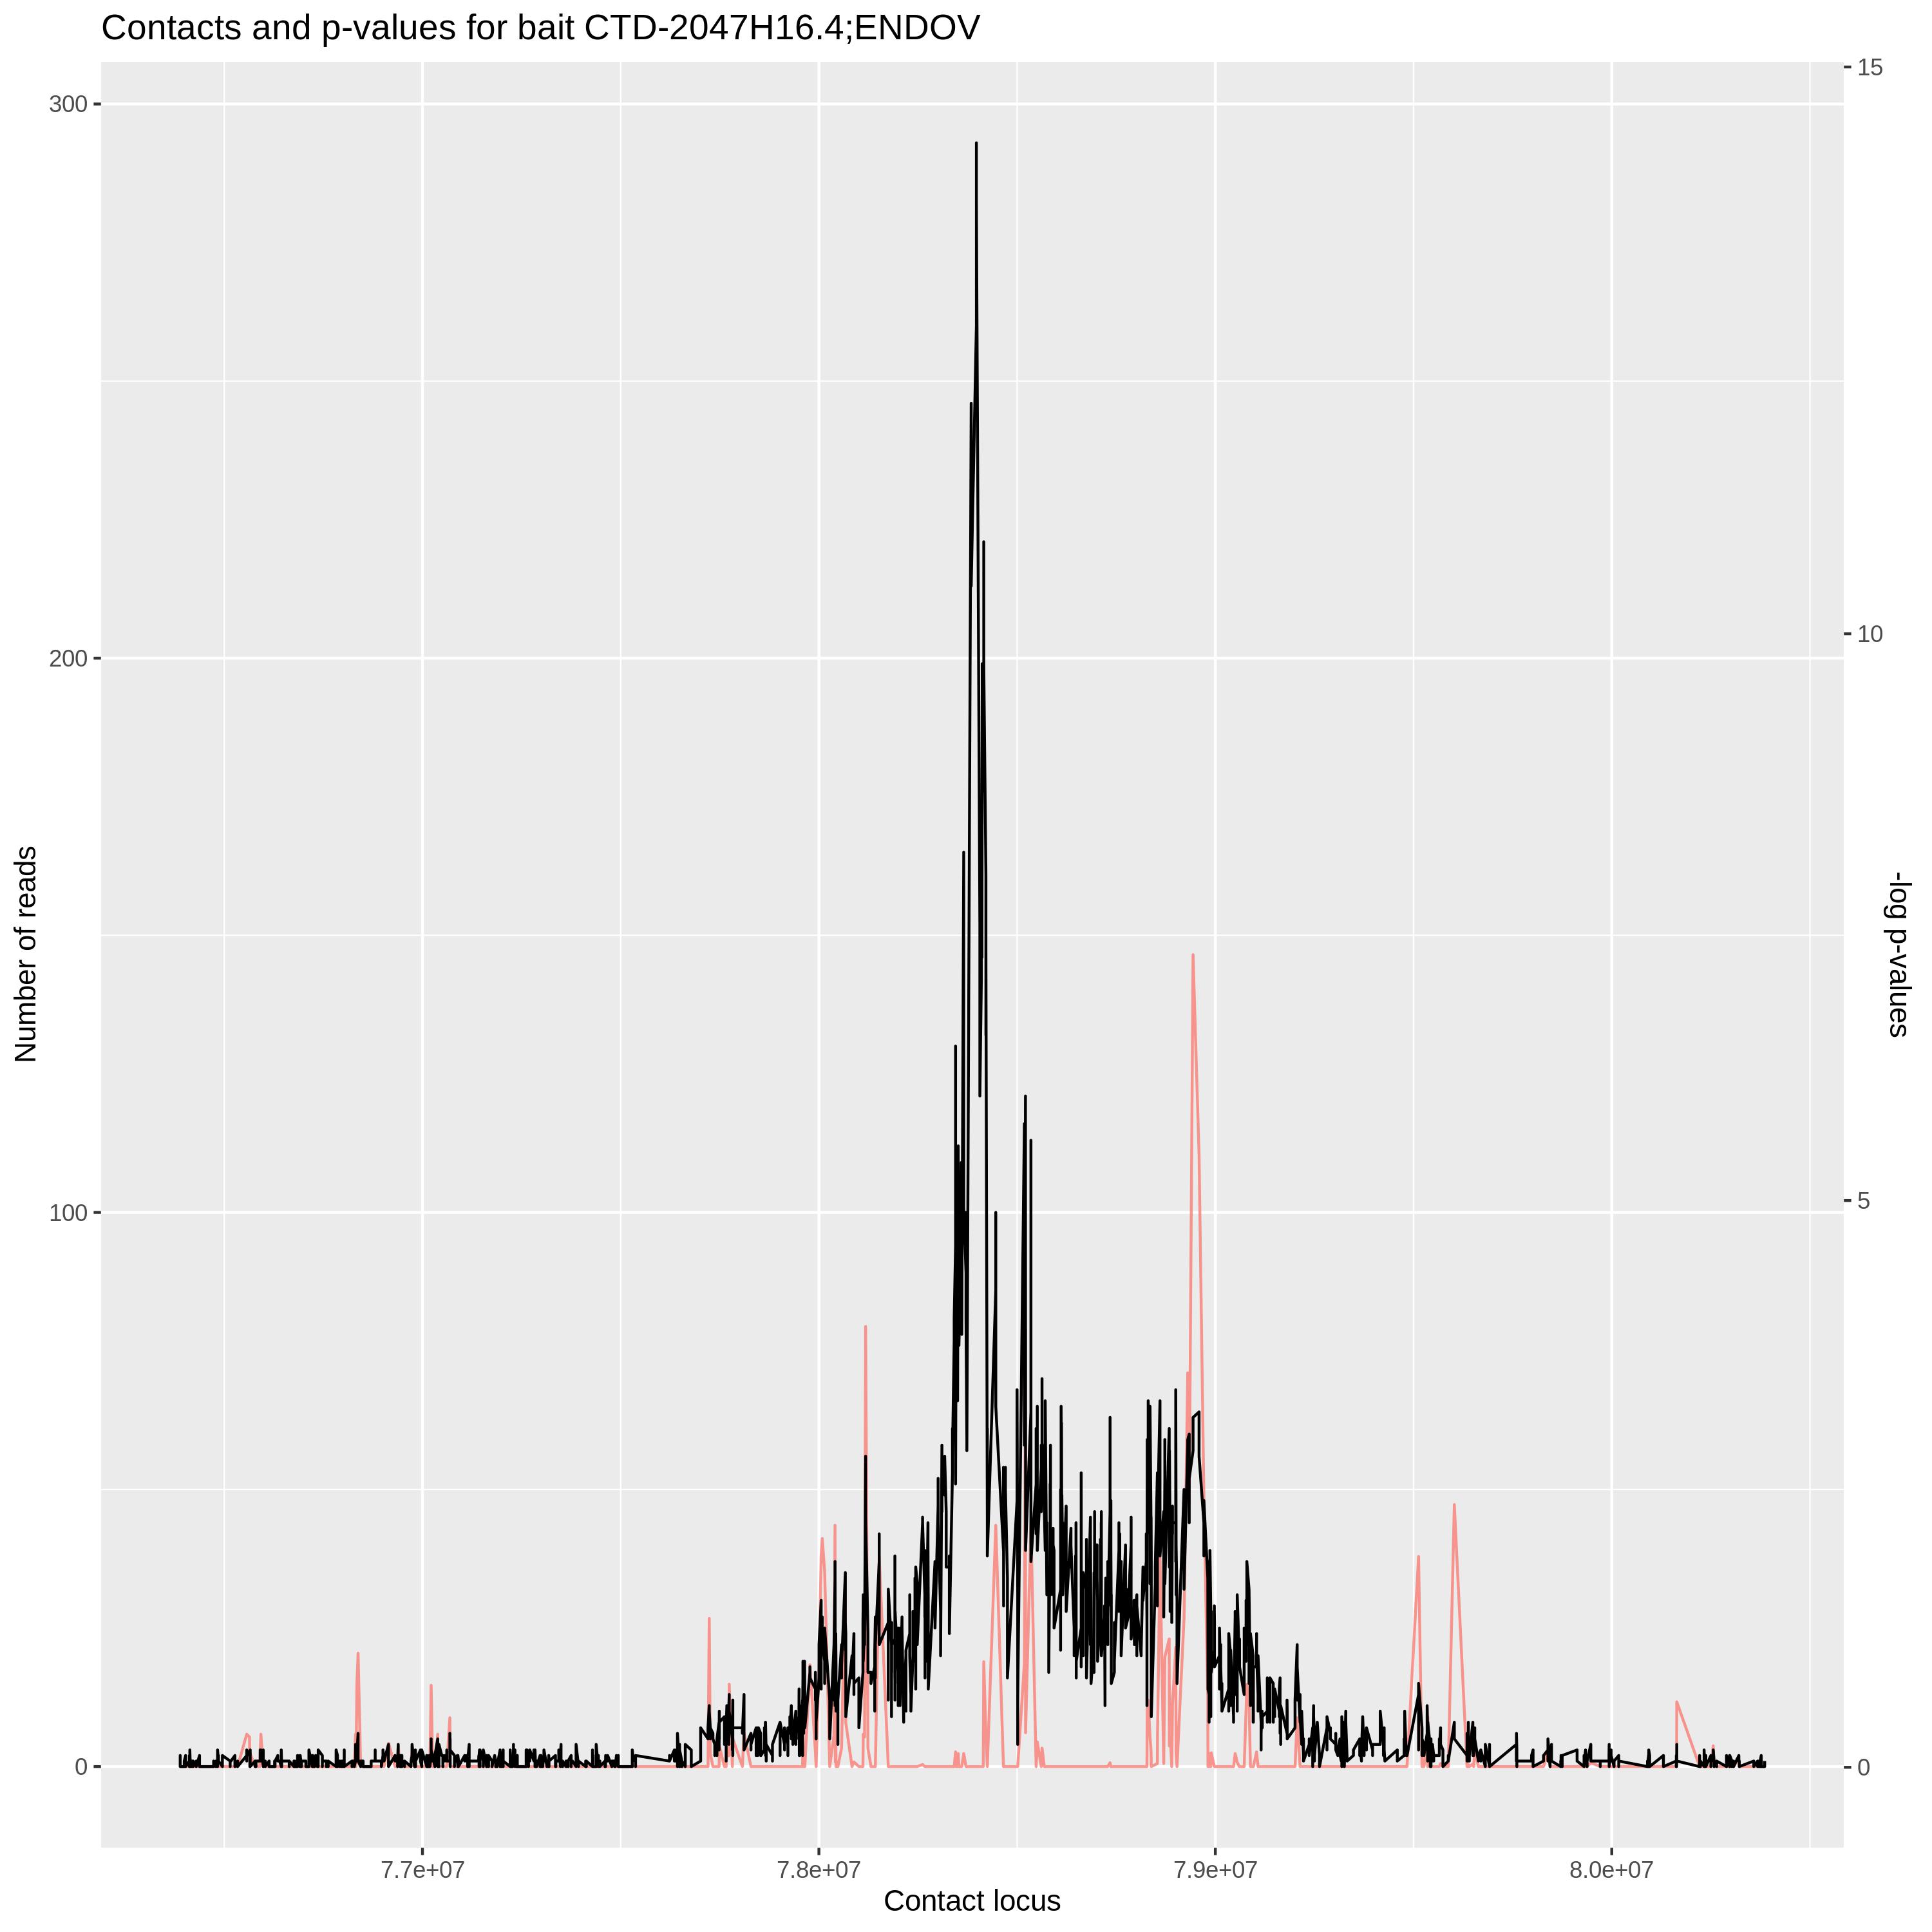 Contacts and p-values for bait CTD-2047H16.4;ENDOV
300
200
100
0
Number of reads
15
10
5
0
-log p-values
7.7e+07 7.8e+07 7.9e+07 8.0e+07
Contact locus